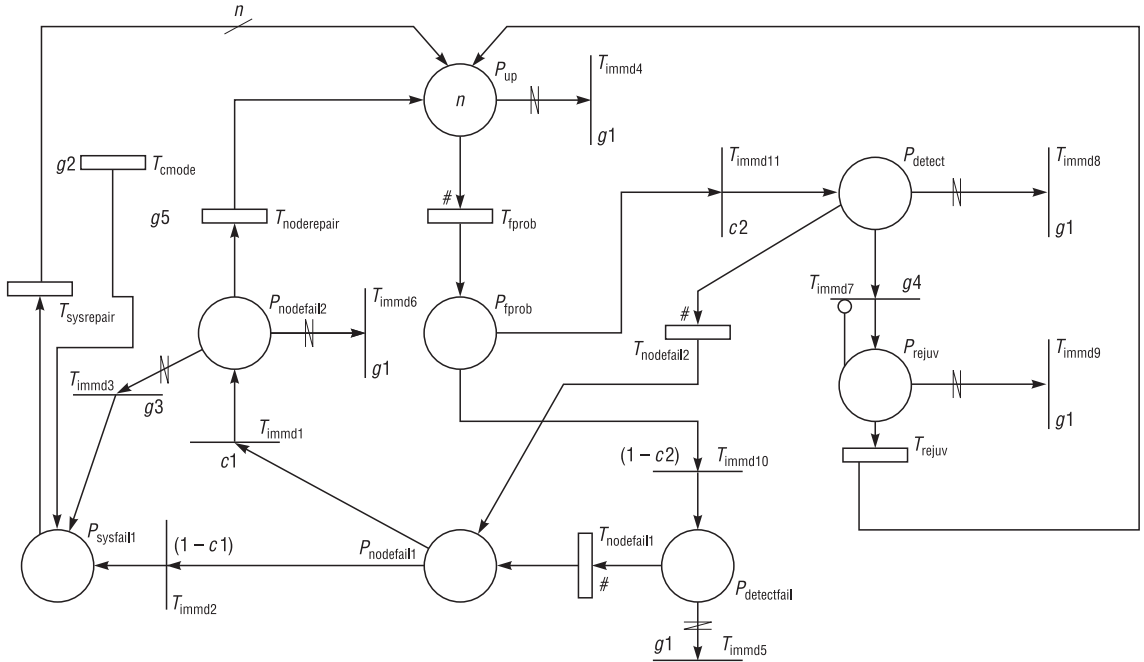 n
P_up
T_immd4
n
g1
g2
T_cmode
T_immd11
P_detect
T_immd8
g5
T_noderepair
#
T_fprob
c2
g1
T_sysrepair
P_nodefail2
T_immd6
P_fprob
T_immd7
g4
#
T_nodefail2
P_rejuv
T_immd9
g1
T_immd3
g3
g1
T_immd1
c1
(1 – c2)
T_immd10
T_rejuv
P_sysfail1
(1 – c1)
P_nodefail1
T_nodefail1
T_immd2
#
P_detectfail
g1
T_immd5